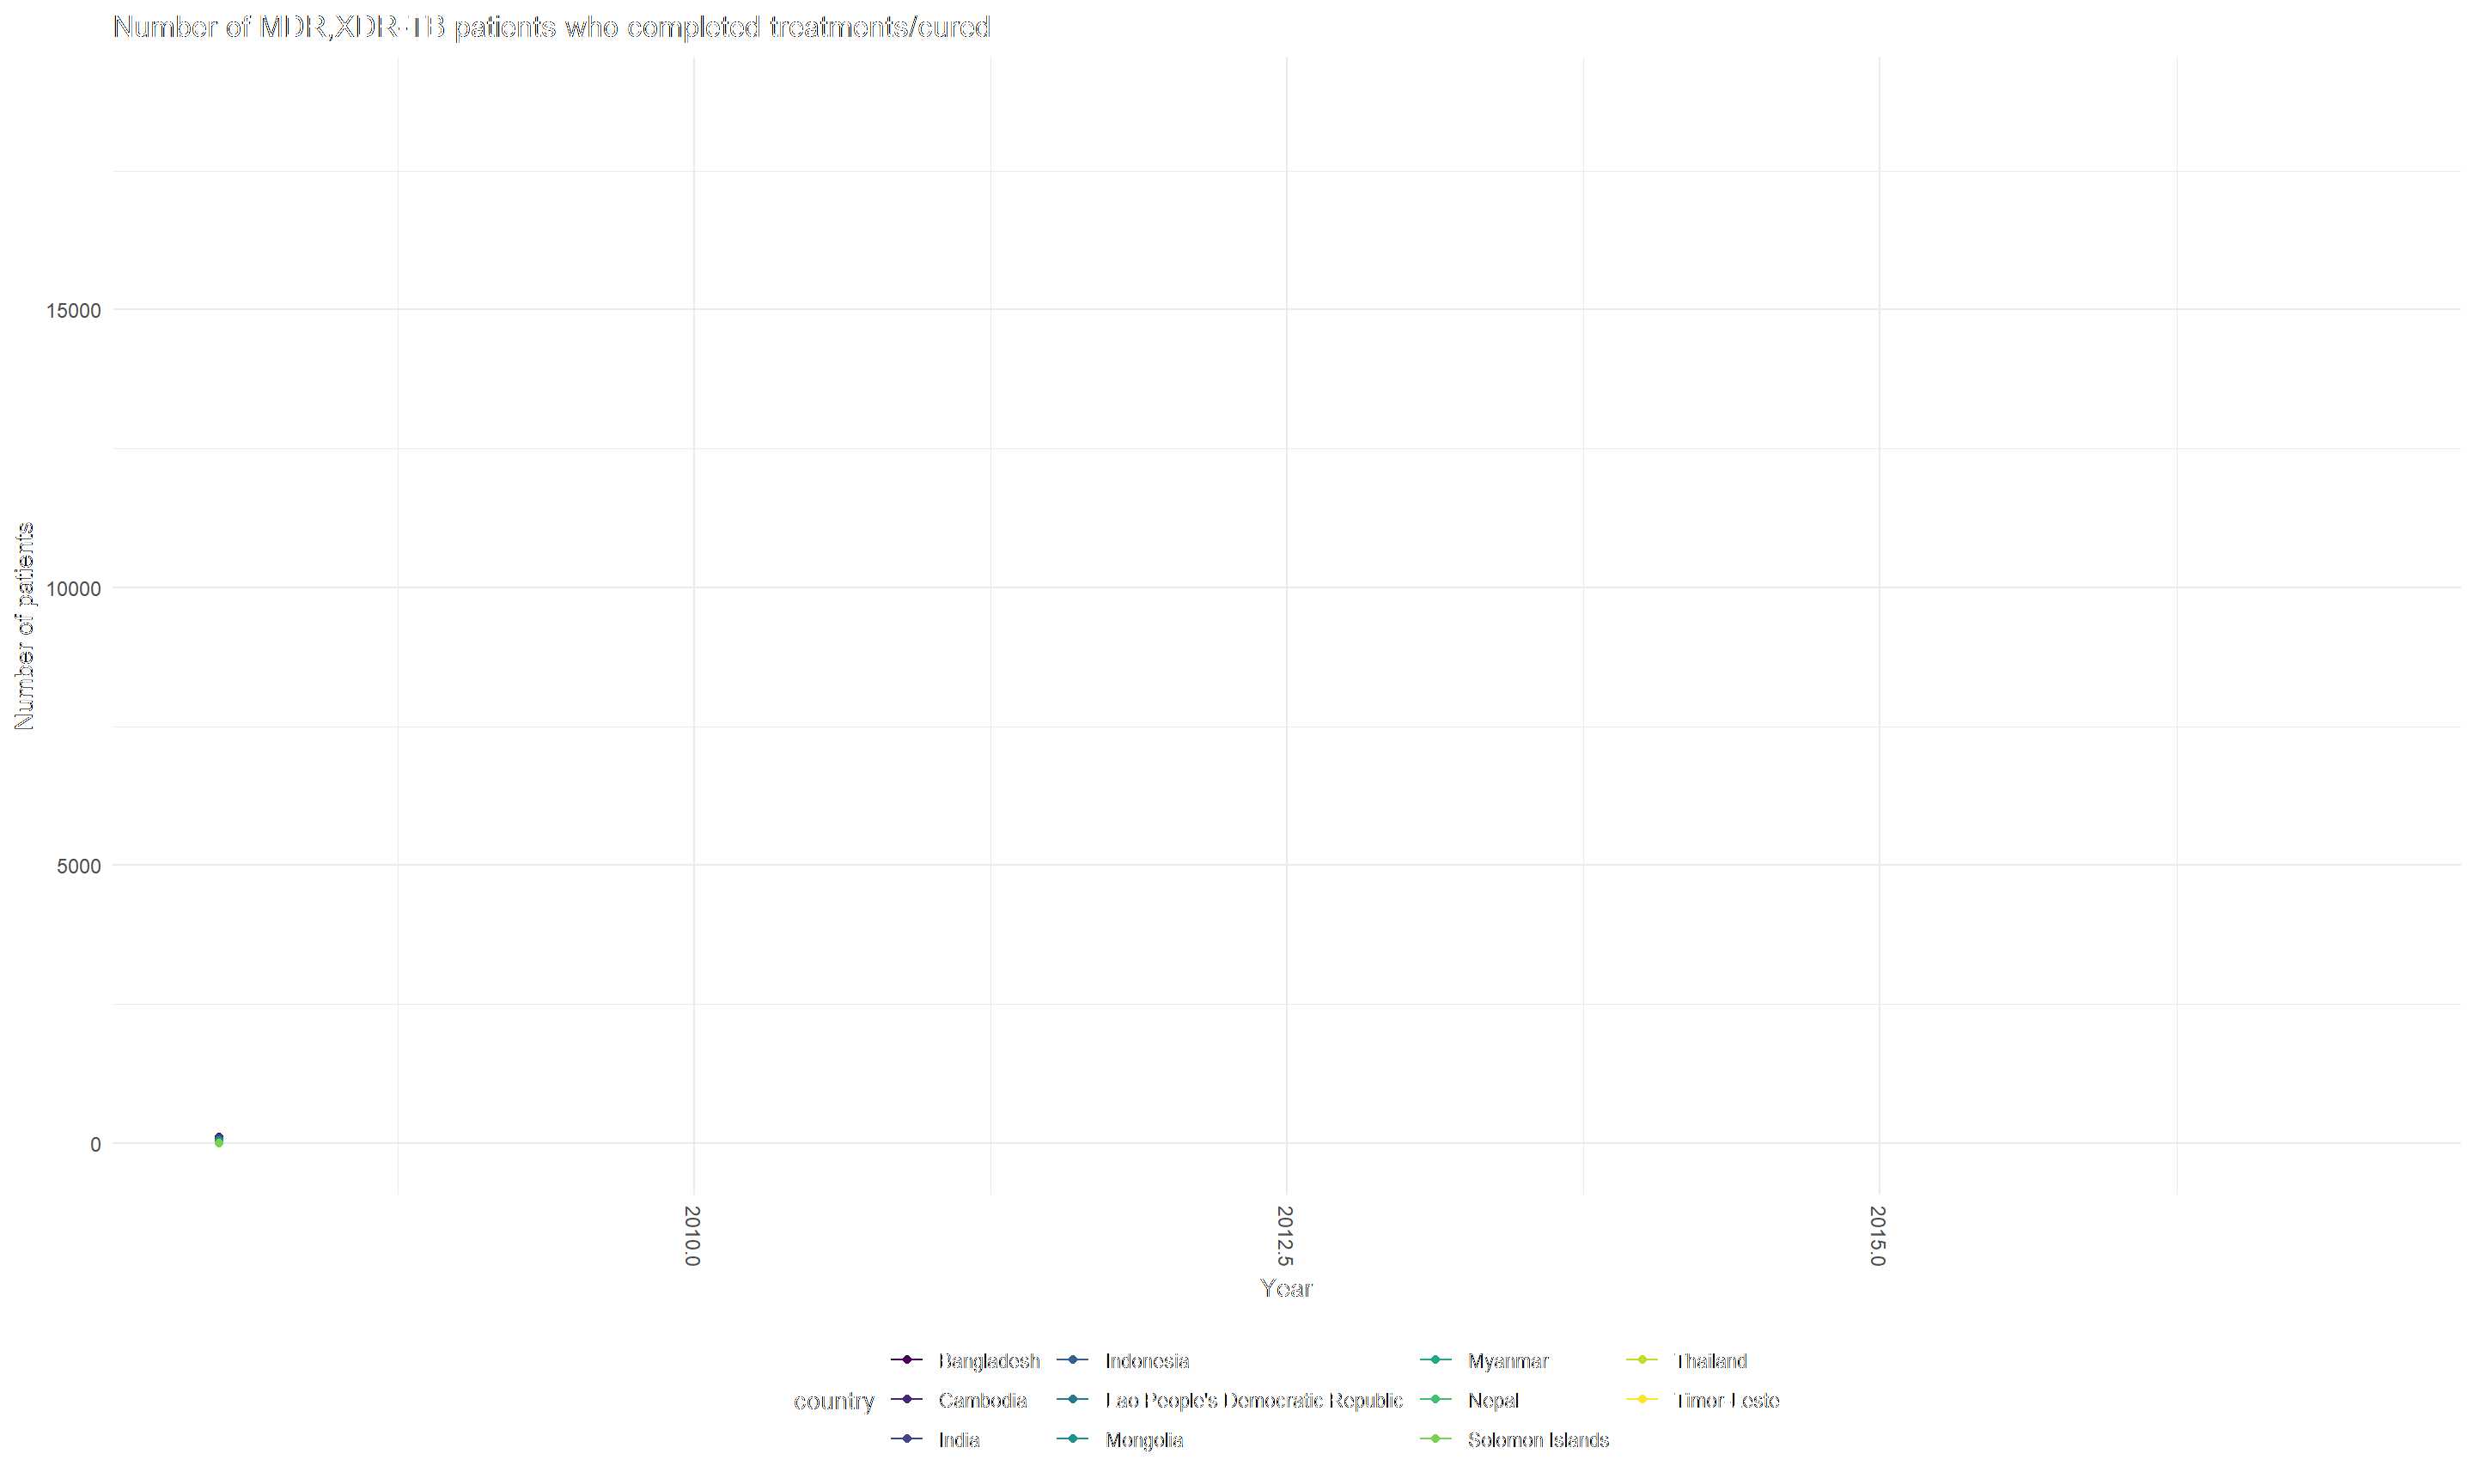 Number of MDR,XDR-TB patients who completed treatments/cured
15000
10000
5000
0
Number of patients
2010.0
2012.5
2015.0
Year
country
Bangladesh
Cambodia
India
Indonesia
Lao People's Democratic Republic
Mongolia
Myanmar
Nepal
Solomon Islands
Thailand
Timor-Leste